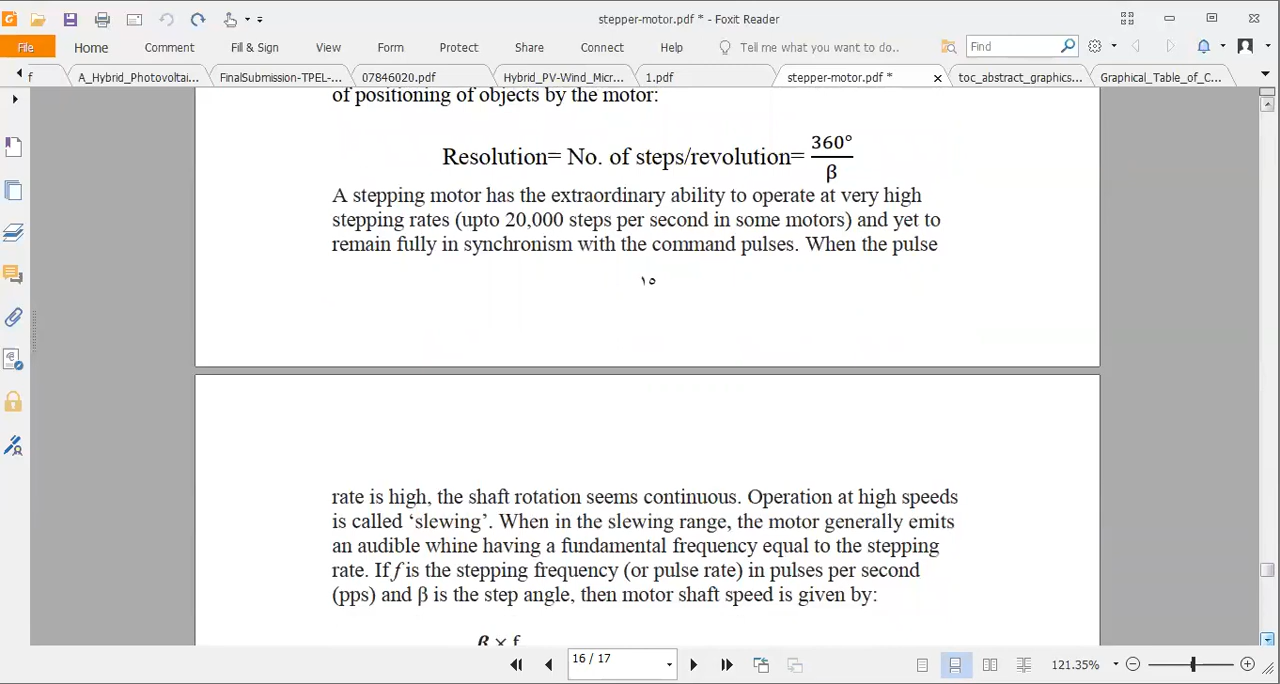 stepper-motor.pdf * - Foxit Reader
File Home Comment Fill & Sign View Form Protect Share Connect Help Tell me what you want to do.. Find
f A_Hybrid_Photovoltai... FinalSubmission-TPEL-... 07846020.pdf Hybrid_PV-Wind_Micr... 1.pdf stepper-motor.pdf * toc_abstract_graphics... Graphical_Table_of_C...
of positioning of objects by the motor:
Resolution= No. of steps/revolution= 360°/β
A stepping motor has the extraordinary ability to operate at very high
stepping rates (upto 20,000 steps per second in some motors) and yet to
remain fully in synchronism with the command pulses. When the pulse
١٥
rate is high, the shaft rotation seems continuous. Operation at high speeds
is called ‘slewing’. When in the slewing range, the motor generally emits
an audible whine having a fundamental frequency equal to the stepping
rate. If f is the stepping frequency (or pulse rate) in pulses per second
(pps) and β is the step angle, then motor shaft speed is given by:
β × f
16 / 17 121.35%